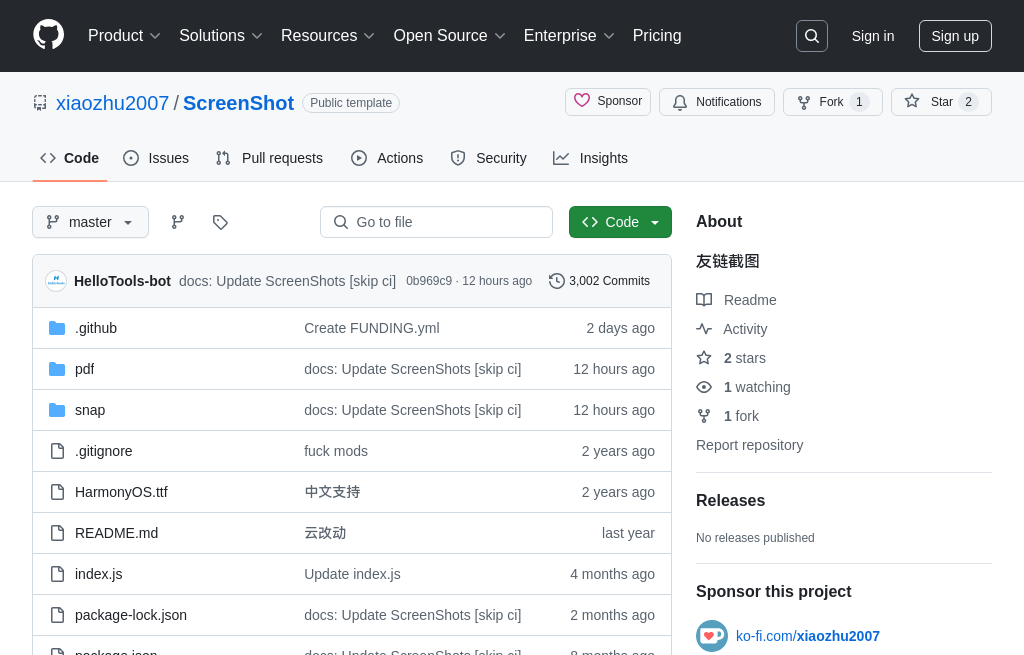 Product Solutions Resources Open Source Enterprise Pricing Sign in Sign up
xiaozhu2007 / ScreenShot Public template Sponsor Notifications Fork 1 Star 2
Code Issues Pull requests Actions Security Insights
master Go to file Code
HelloTools-bot docs: Update ScreenShots [skip ci] 0b969c9 · 12 hours ago 3,002 Commits
.github Create FUNDING.yml 2 days ago
pdf docs: Update ScreenShots [skip ci] 12 hours ago
snap docs: Update ScreenShots [skip ci] 12 hours ago
.gitignore fuck mods 2 years ago
HarmonyOS.ttf 中文支持 2 years ago
README.md 云改动 last year
index.js Update index.js 4 months ago
package-lock.json docs: Update ScreenShots [skip ci] 2 months ago
package.json docs: Update ScreenShots [skip ci] 8 months ago
About
友链截图
Readme
Activity
2 stars
1 watching
1 fork
Report repository
Releases
No releases published
Sponsor this project
ko-fi.com/xiaozhu2007